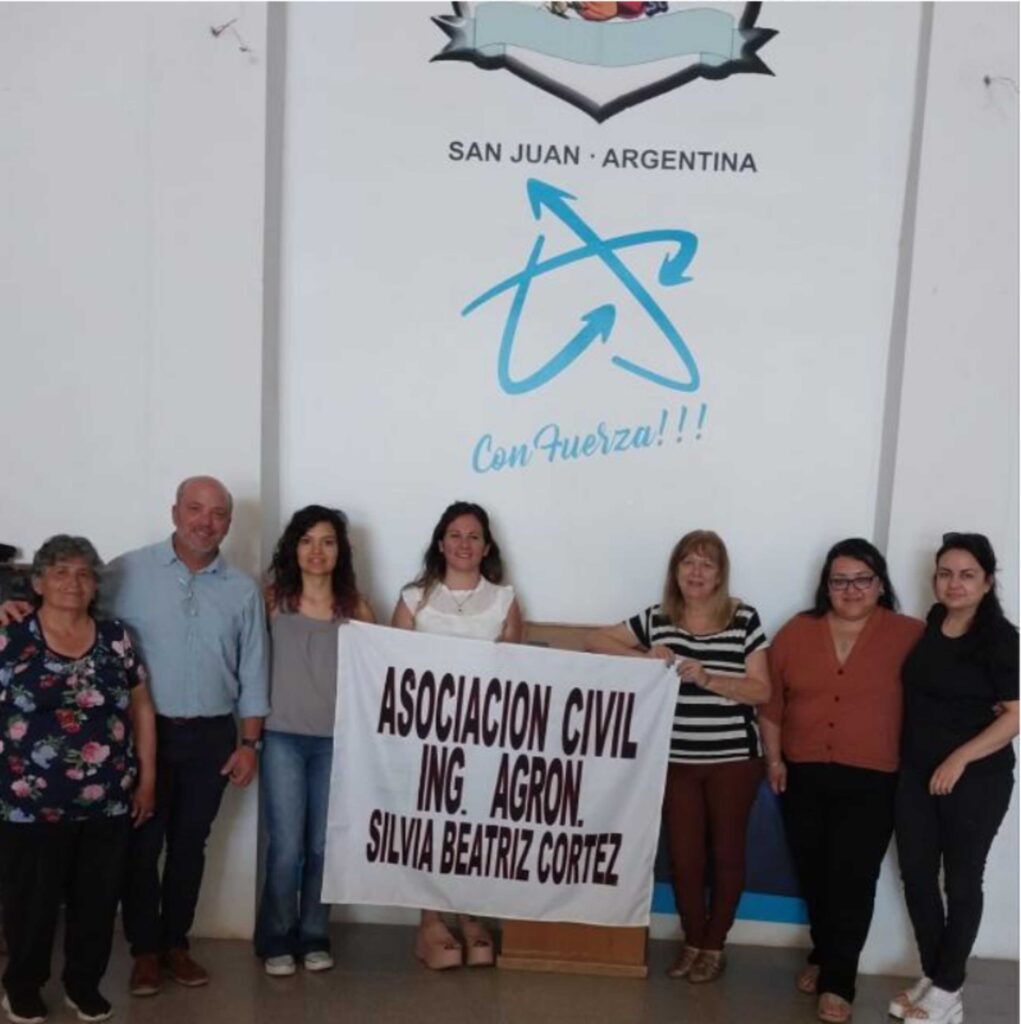 SAN JUAN · ARGENTINA
Con Fuerza!!!
ASOCIACION CIVIL
ING. AGRON.
SILVIA BEATRIZ CORTEZ